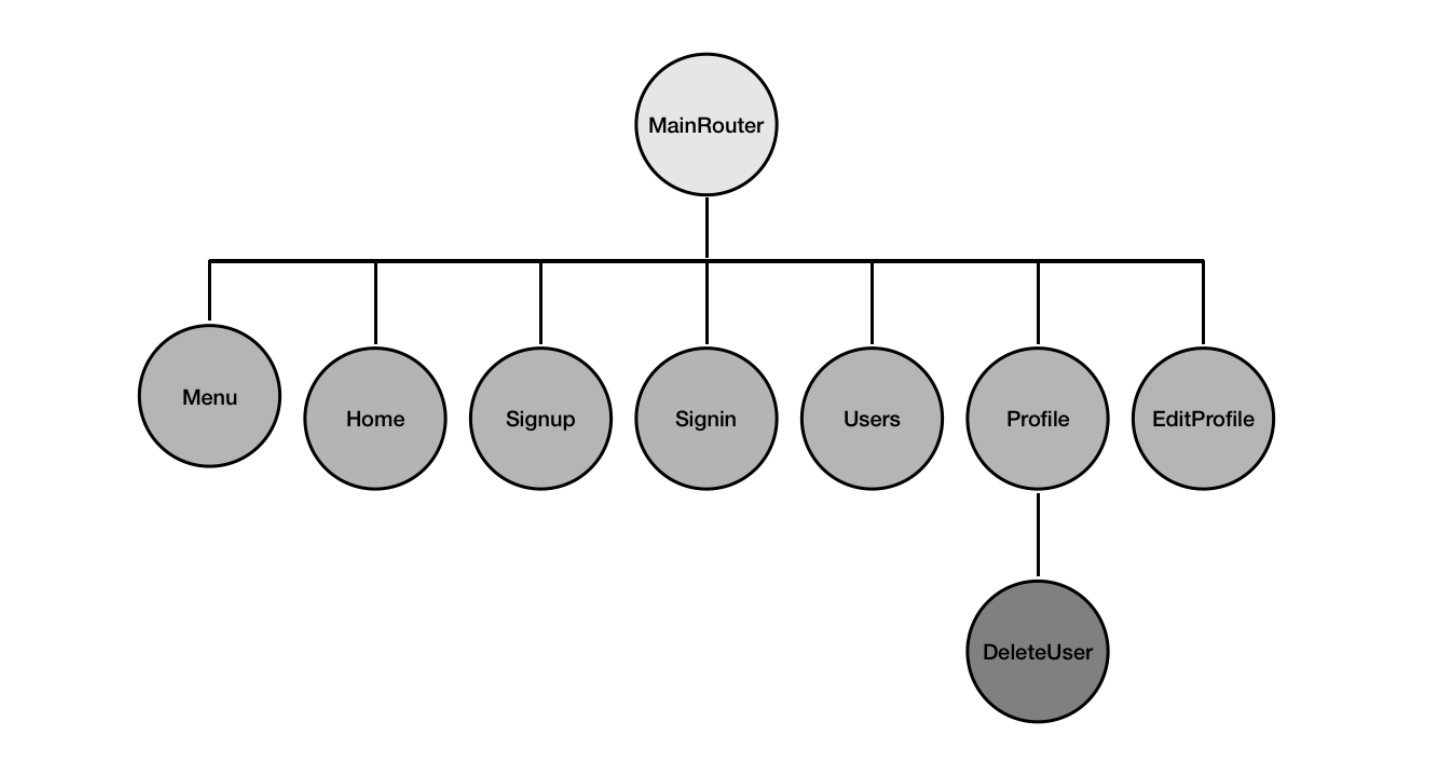 MainRouter
Menu
Home
Signup
Signin
Users
Profile
EditProfile
DeleteUser